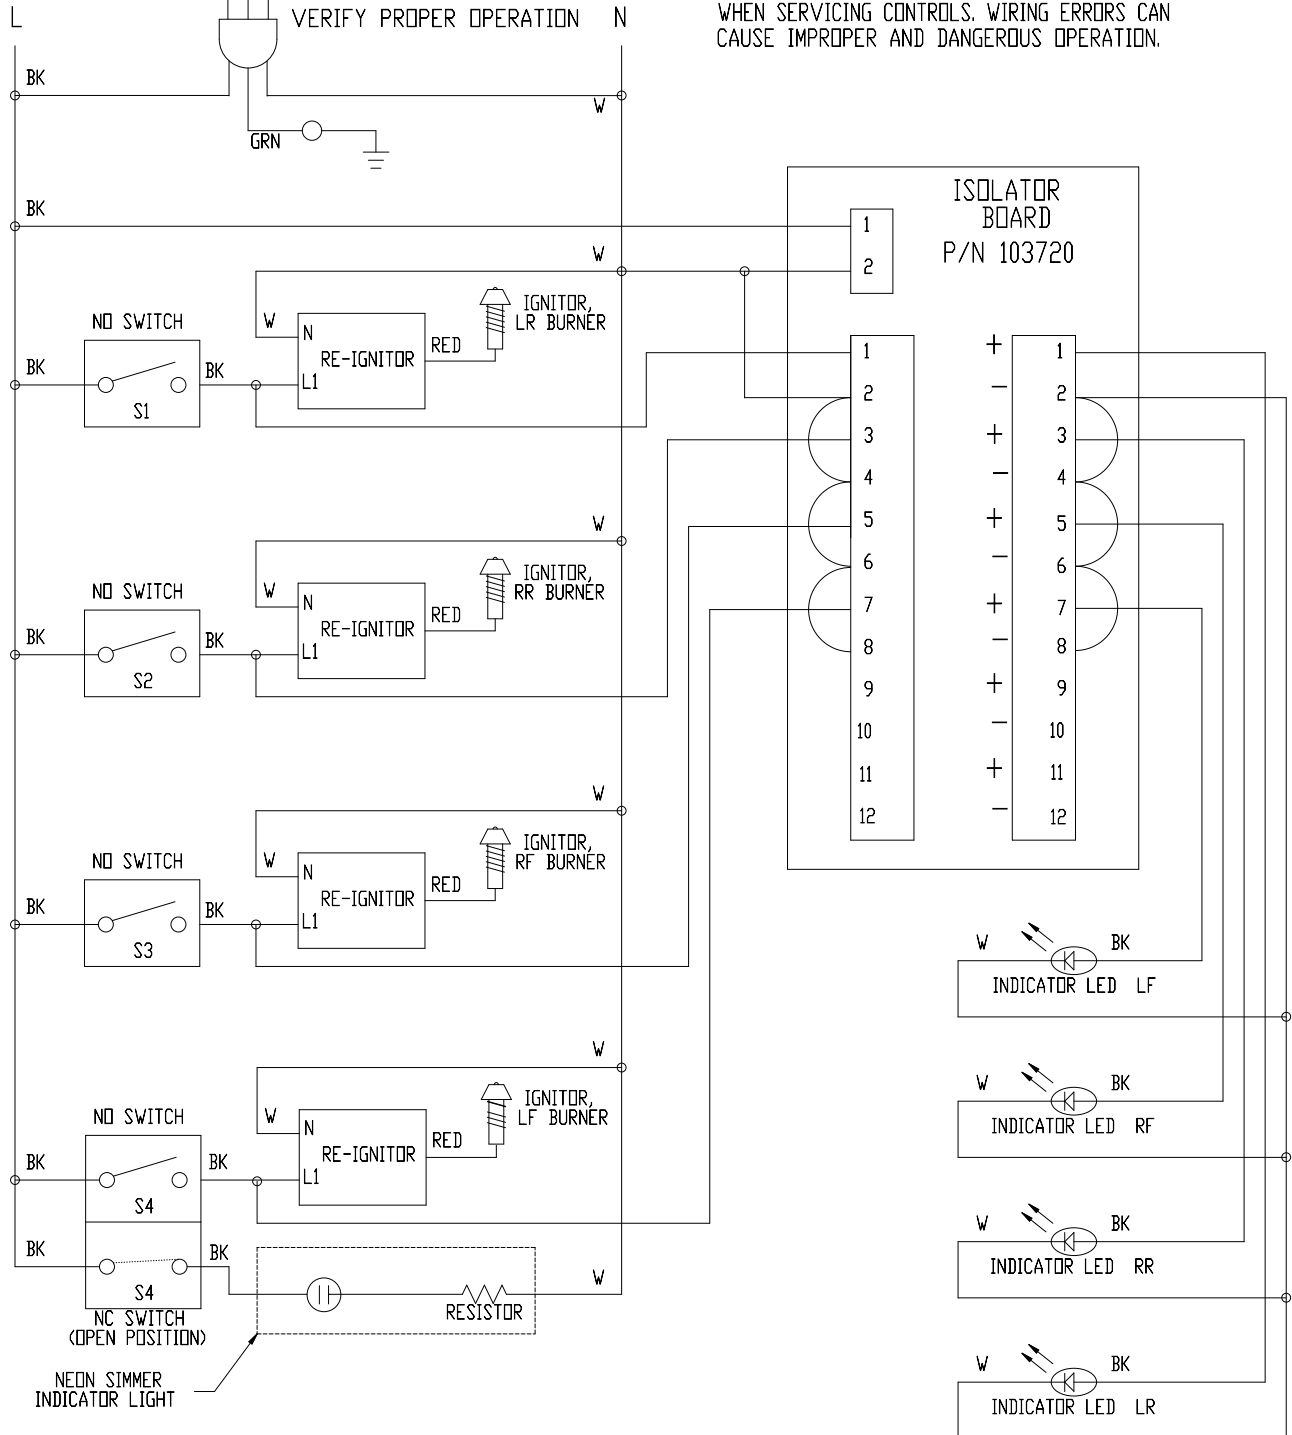 L
VERIFY PROPER OPERATION
N
WHEN SERVICING CONTROLS. WIRING ERRORS CAN
CAUSE IMPROPER AND DANGEROUS OPERATION.
BK
W
GRN
ISOLATOR
BOARD
P/N 103720
BK
1
W
2
NO SWITCH
W
N
RE-IGNITOR
L1
RED
IGNITOR,
LR BURNER
BK
S1
BK
1
2
3
4
5
6
7
8
9
10
11
12
+
-
+
-
+
-
+
-
+
-
+
-
1
2
3
4
5
6
7
8
9
10
11
12
W
NO SWITCH
W
N
RE-IGNITOR
L1
RED
IGNITOR,
RR BURNER
BK
S2
BK
W
NO SWITCH
W
N
RE-IGNITOR
L1
RED
IGNITOR,
RF BURNER
BK
S3
BK
W
NO SWITCH
W
N
RE-IGNITOR
L1
RED
IGNITOR,
LF BURNER
BK
S4
BK
BK
S4
BK
NC SWITCH
(OPEN POSITION)
RESISTOR
W
NEON SIMMER
INDICATOR LIGHT
W
BK
INDICATOR LED LF
W
BK
INDICATOR LED RF
W
BK
INDICATOR LED RR
W
BK
INDICATOR LED LR